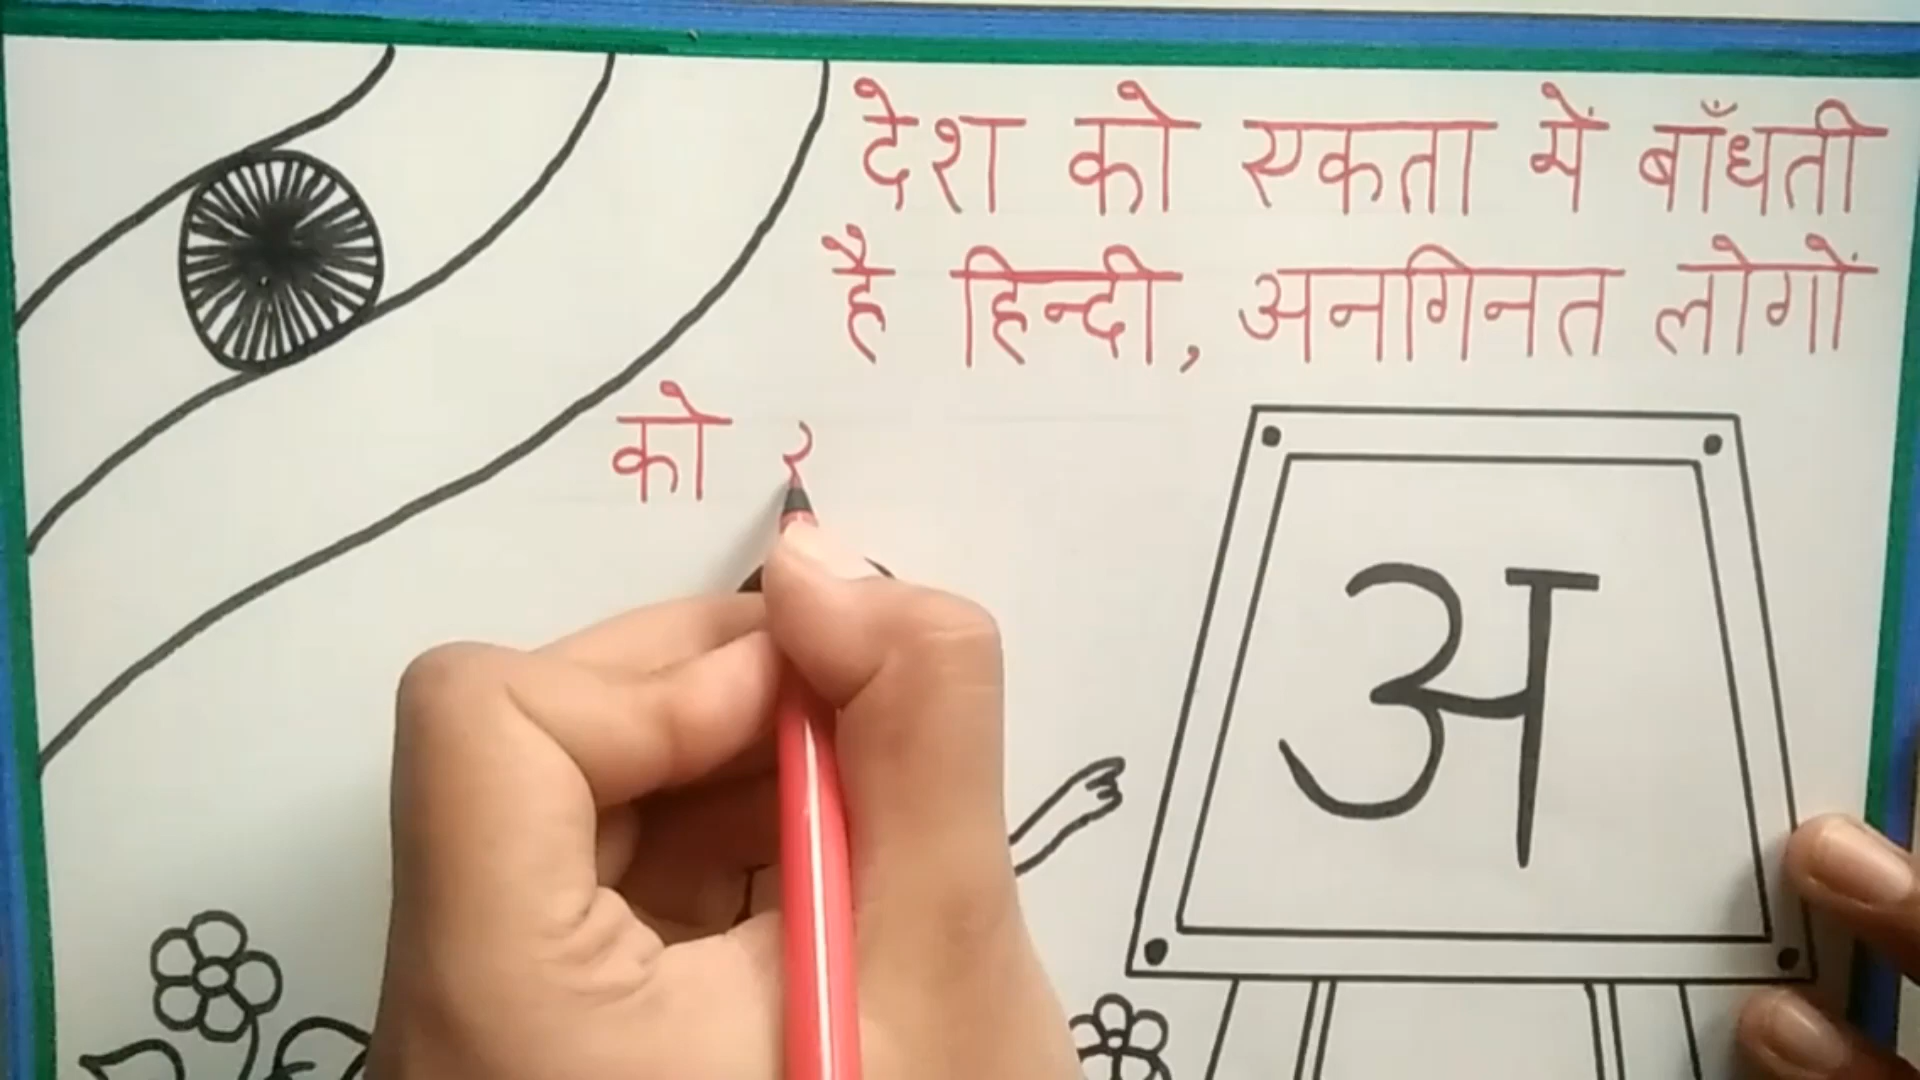 देश को एकता में बाँधती
है हिन्दी, अनगिनत लोगों
को
अ